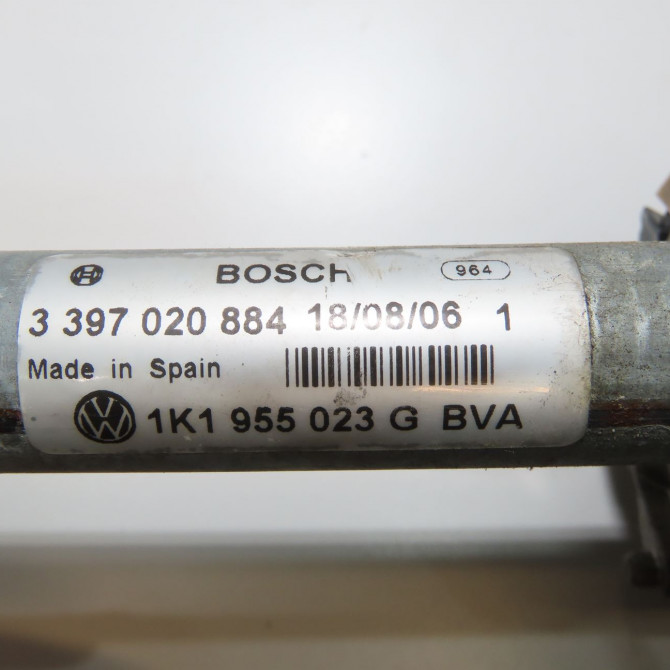 BOSCH 964
3 397 020 884 18/08/06 1
Made in Spain
1K1 955 023 G BVA